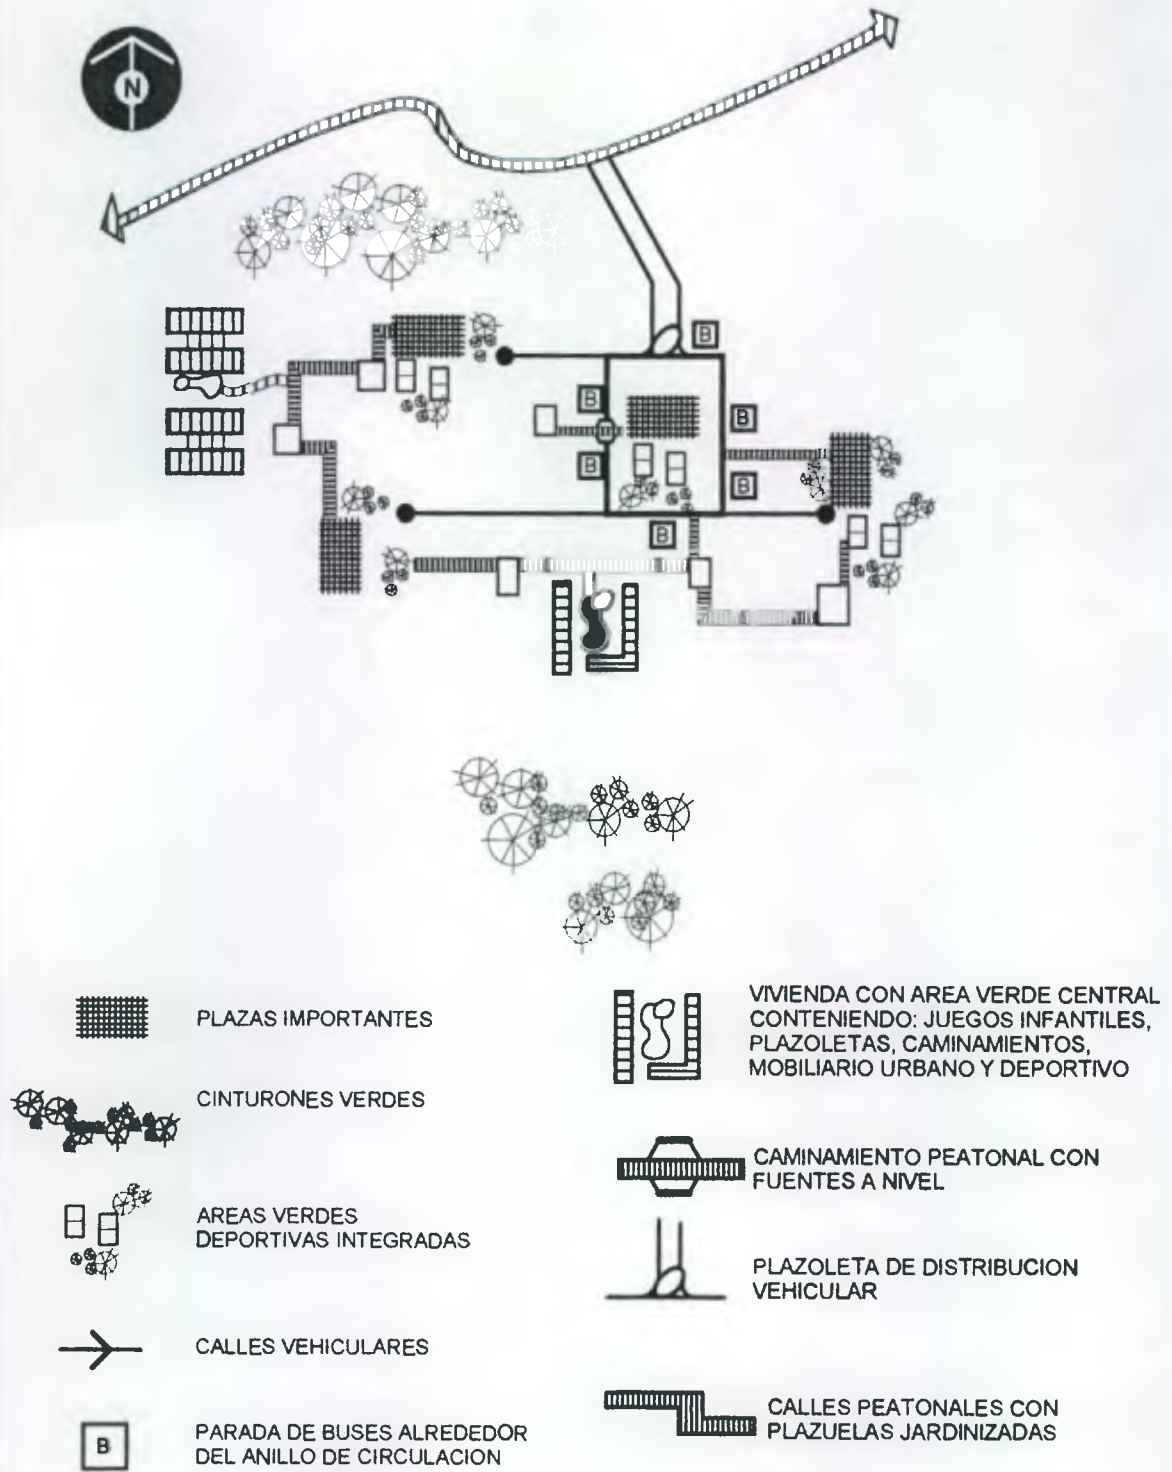 N
B
B
B
B
B
B
PLAZAS IMPORTANTES
CINTURONES VERDES
AREAS VERDES
DEPORTIVAS INTEGRADAS
CALLES VEHICULARES
B
PARADA DE BUSES ALREDEDOR
DEL ANILLO DE CIRCULACION
VIVIENDA CON AREA VERDE CENTRAL
CONTENIENDO: JUEGOS INFANTILES,
PLAZOLETAS, CAMINAMIENTOS,
MOBILIARIO URBANO Y DEPORTIVO
CAMINAMIENTO PEATONAL CON
FUENTES A NIVEL
PLAZOLETA DE DISTRIBUCION
VEHICULAR
CALLES PEATONALES CON
PLAZUELAS JARDINIZADAS